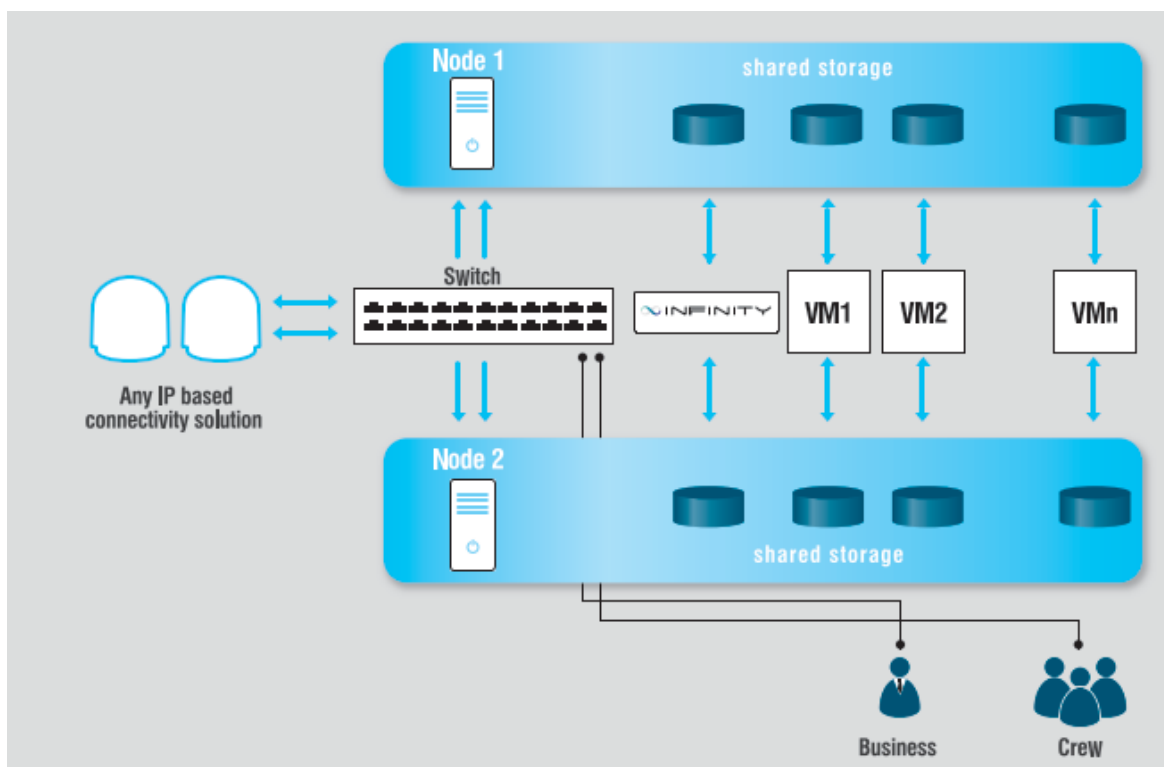 Node 1
shared storage
Switch
INFINITY
VM1
VM2
VMn
Any IP based
connectivity solution
Node 2
shared storage
Business
Crew